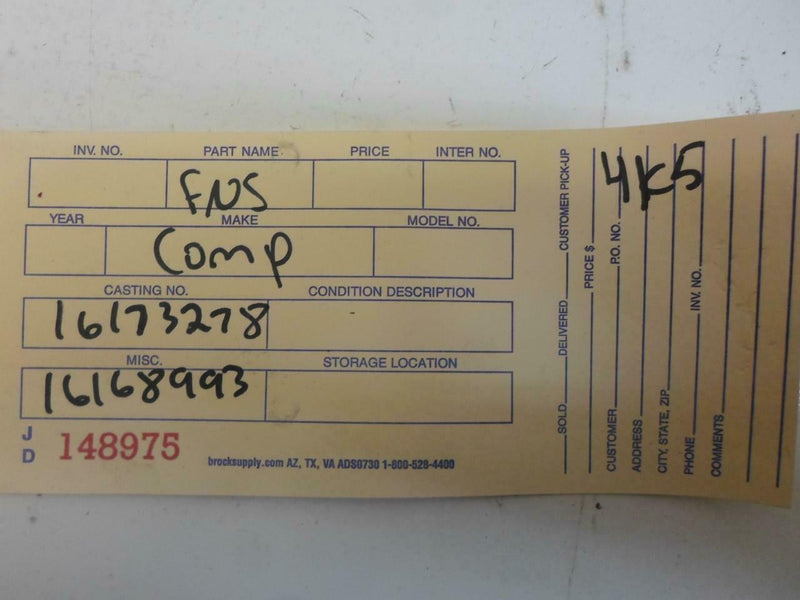 INV. NO. PART NAME PRICE INTER NO.
FNS
YEAR MAKE MODEL NO.
Comp
CASTING NO. CONDITION DESCRIPTION
16173278
MISC. STORAGE LOCATION
16168993
JD 148975
brocksupply.com AZ, TX, VA ADS0730 1-800-528-4400
SOLD DELIVERED CUSTOMER PICK-UP
PRICE $
CUSTOMER P.O. NO.
ADDRESS
CITY, STATE, ZIP
PHONE INV. NO.
COMMENTS
4K5